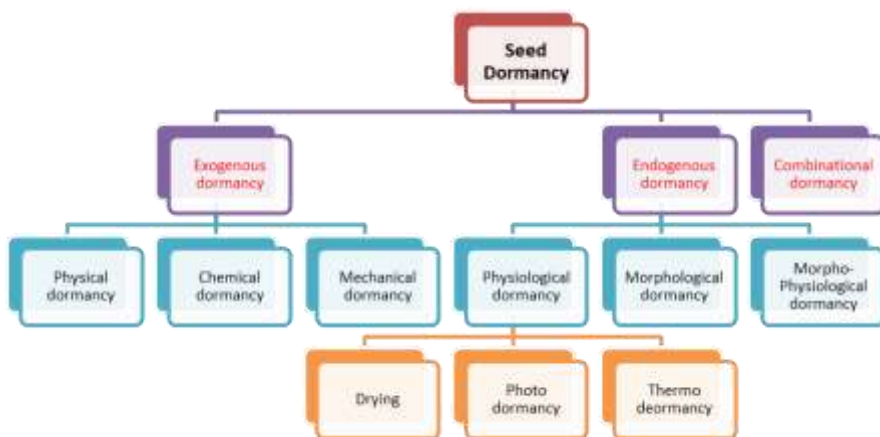 Seed
Dormancy
Exogenous
dormancy
Endogenous
dormancy
Combinational
dormancy
Physical
dormancy
Chemical
dormancy
Mechanical
dormancy
Physiological
dormancy
Morphological
dormancy
Morpho-
Physiological
dormancy
Drying
Photo
dormancy
Thermo
deormancy